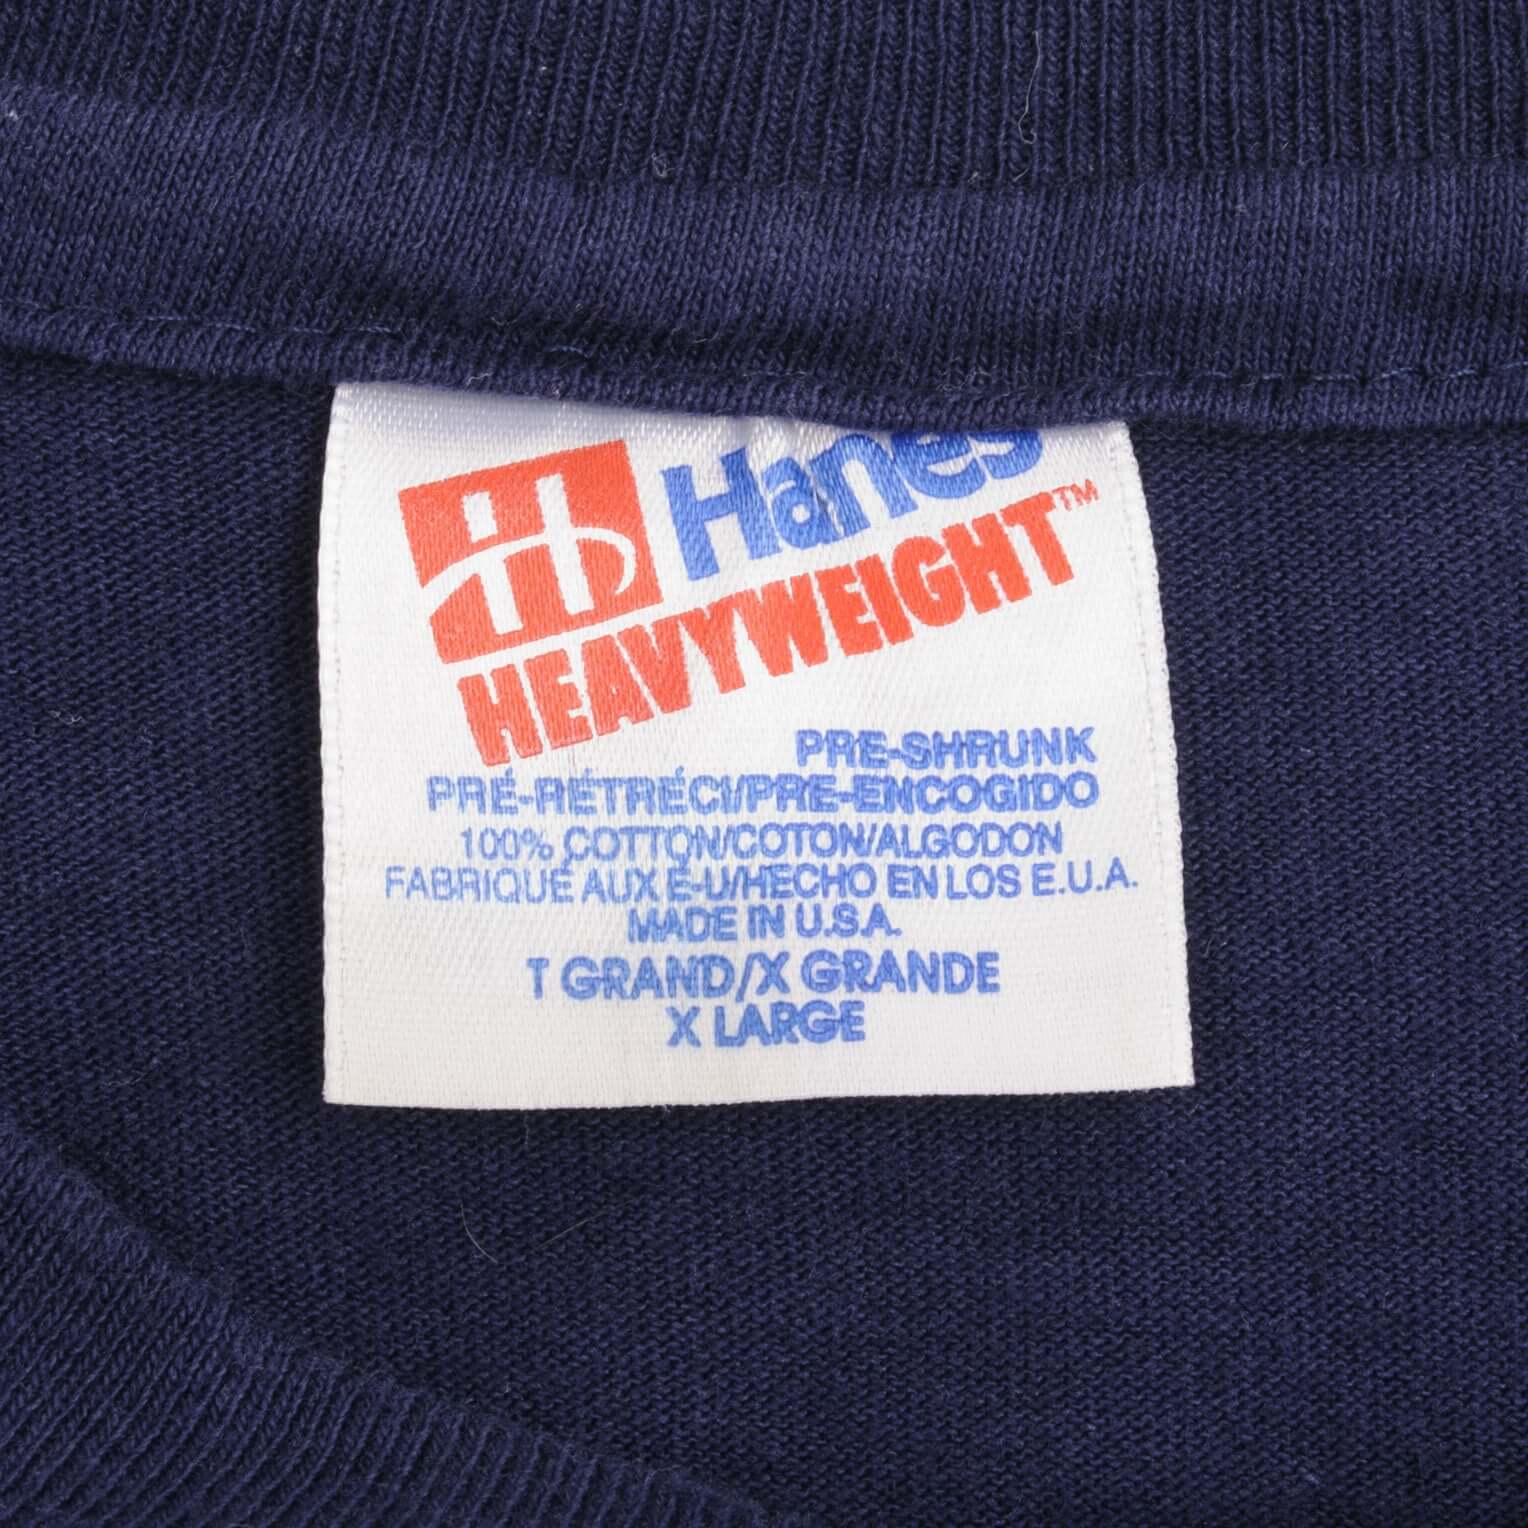 Hanes
HEAVYWEIGHT™
PRE-SHRUNK
PRÉ-RÉTRÉCI/PRE-ENCOGIDO
100% COTTON/COTON/ALGODON
FABRIQUÉ AUX É-U/HECHO EN LOS E.U.A.
MADE IN U.S.A.
T GRAND/X GRANDE
X LARGE